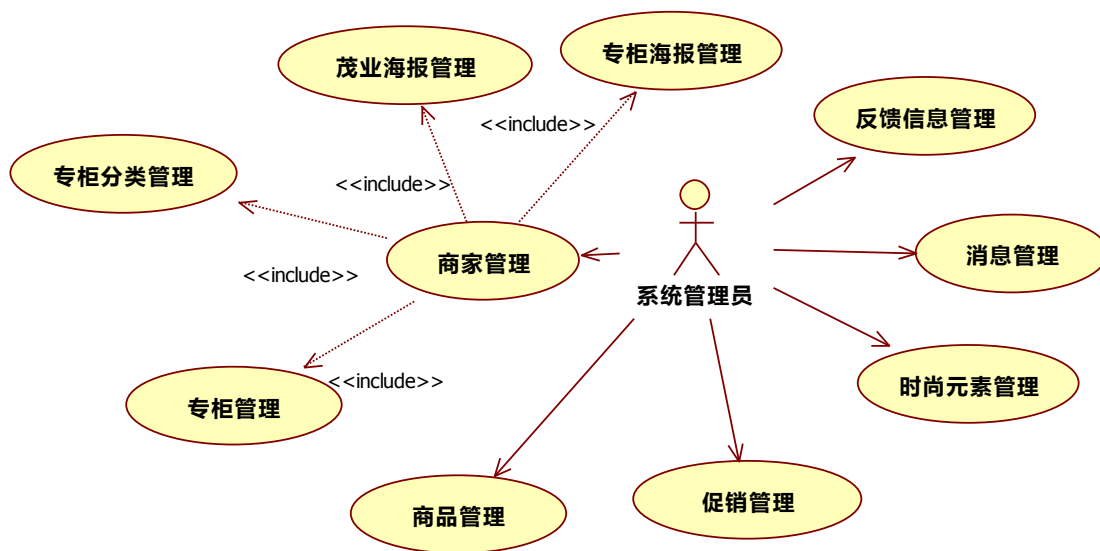 专柜海报管理
茂业海报管理
反馈信息管理
<<include>>
专柜分类管理
<<include>>
消息管理
商家管理
<<include>>
系统管理员
<<include>>
时尚元素管理
专柜管理
促销管理
商品管理